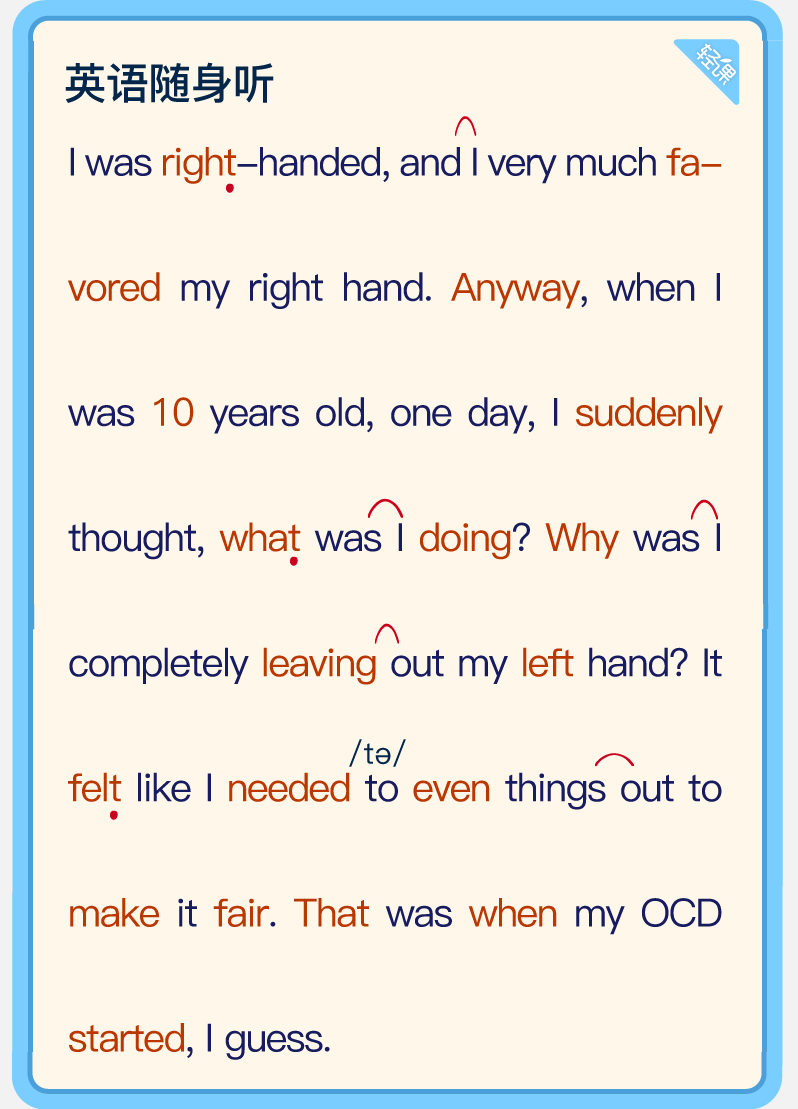 轻课
英语随身听
I was right-handed, and I very much fa-
vored my right hand. Anyway, when I
was 10 years old, one day, I suddenly
thought, what was I doing? Why was I
completely leaving out my left hand? It
/tə/
felt like I needed to even things out to
make it fair. That was when my OCD
started, I guess.